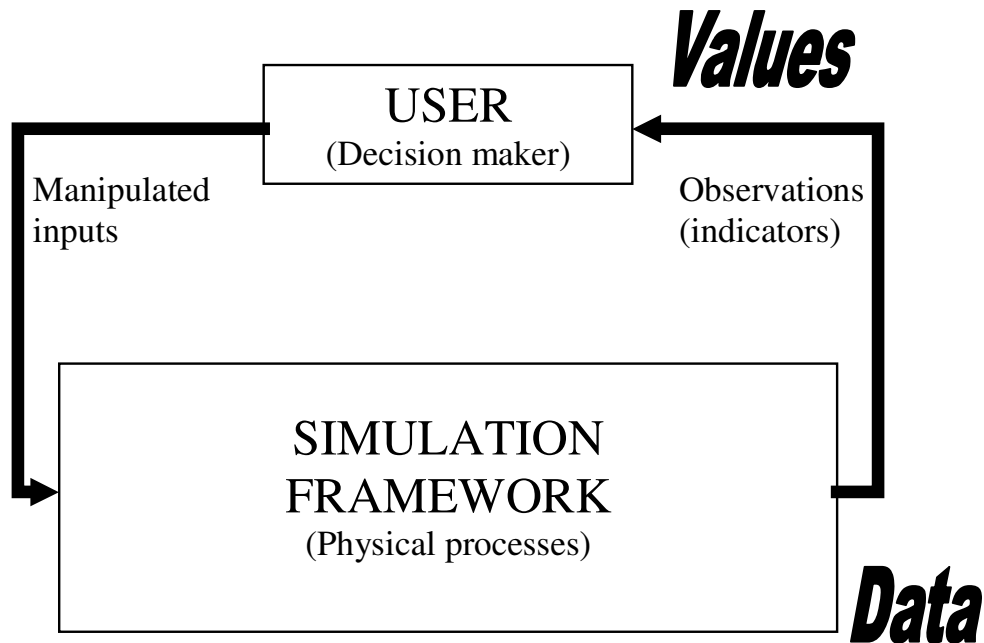 Values
USER
(Decision maker)
Manipulated
inputs
Observations
(indicators)
SIMULATION
FRAMEWORK
(Physical processes)
Data